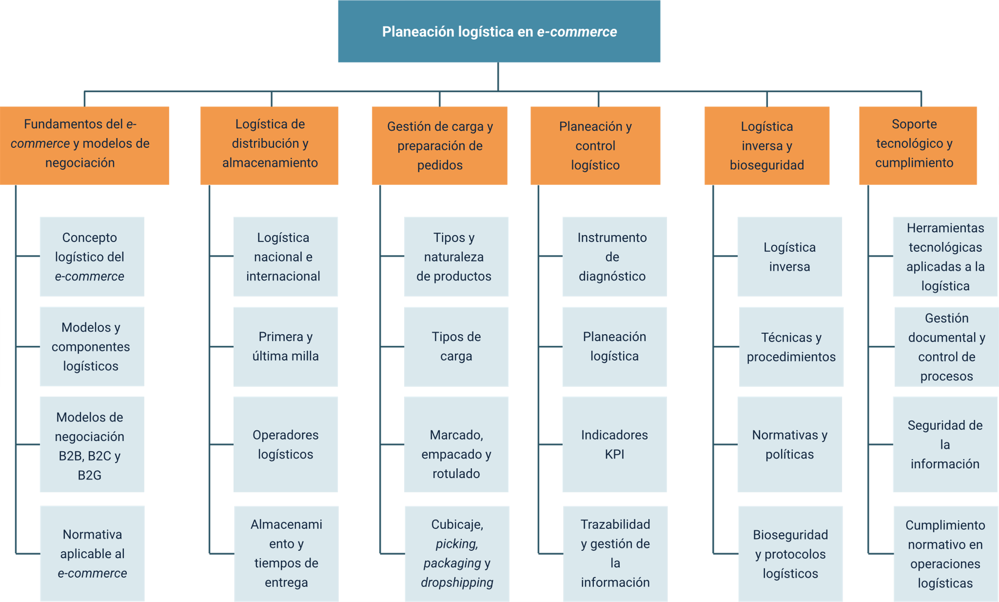 Planeación logística en e-commerce
Fundamentos del e-
commerce y modelos de
negociación
Concepto
logístico del
e-commerce
Modelos y
componentes
logísticos
Modelos de
negociación
B2B, B2C y
B2G
Normativa
aplicable al
e-commerce
Logística de
distribución y
almacenamiento
Logística
nacional e
internacional
Primera y
última milla
Operadores
logísticos
Almacenami
ento y
tiempos de
entrega
Gestión de carga y
preparación de
pedidos
Tipos y
naturaleza
de productos
Tipos de
carga
Marcado,
empacado y
rotulado
Cubicaje,
picking,
packaging y
dropshipping
Planeación y
control
logístico
Instrumento
de
diagnóstico
Planeación
logística
Indicadores
KPI
Trazabilidad
y gestión de
la
información
Logística
inversa y
bioseguridad
Logística
inversa
Técnicas y
procedimientos
Normativas y
políticas
Bioseguridad
y protocolos
logísticos
Soporte
tecnológico y
cumplimiento
Herramientas
tecnológicas
aplicadas a la
logística
Gestión
documental y
control de
procesos
Seguridad de
la
información
Cumplimiento
normativo en
operaciones
logísticas